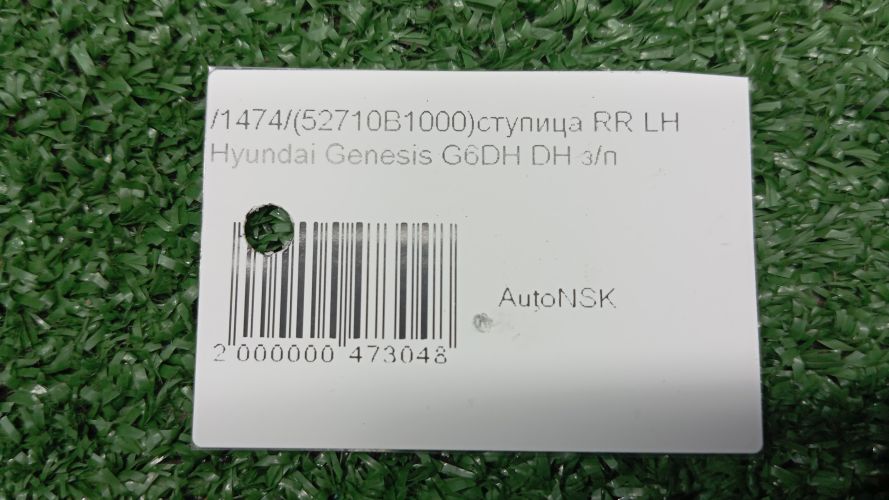 /1474/(52710B1000)ступица RR LH
Hyundai Genesis G6DH DH з/п
AutoNSK
2 000000 473048